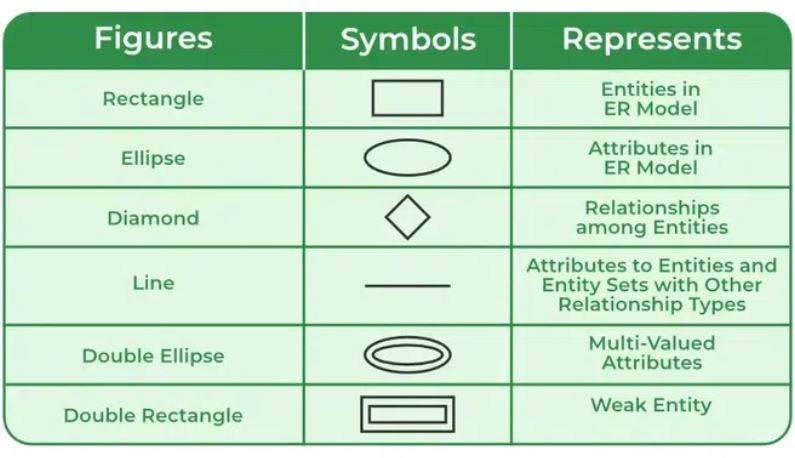 Figures
Symbols
Represents
Rectangle
Entities in
ER Model
Ellipse
Attributes in
ER Model
Diamond
Relationships
among Entities
Line
Attributes to Entities and
Entity Sets with Other
Relationship Types
Double Ellipse
Multi-Valued
Attributes
Double Rectangle
Weak Entity